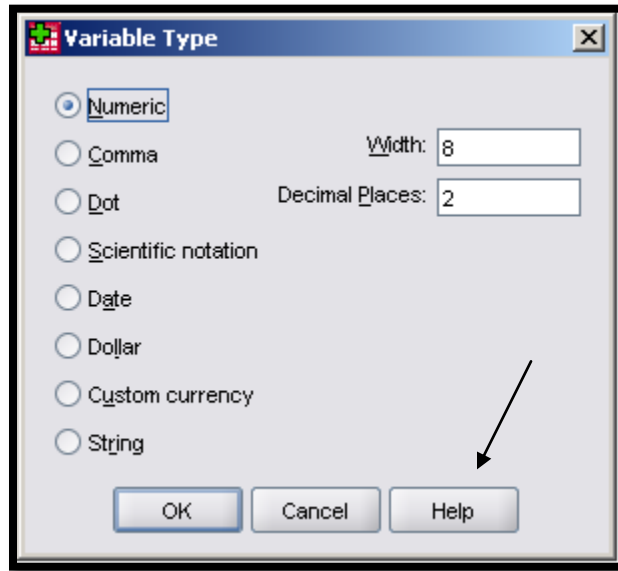 Variable Type
Numeric
Comma
Width: 8
Dot
Decimal Places: 2
Scientific notation
Date
Dollar
Custom currency
String
OK Cancel Help